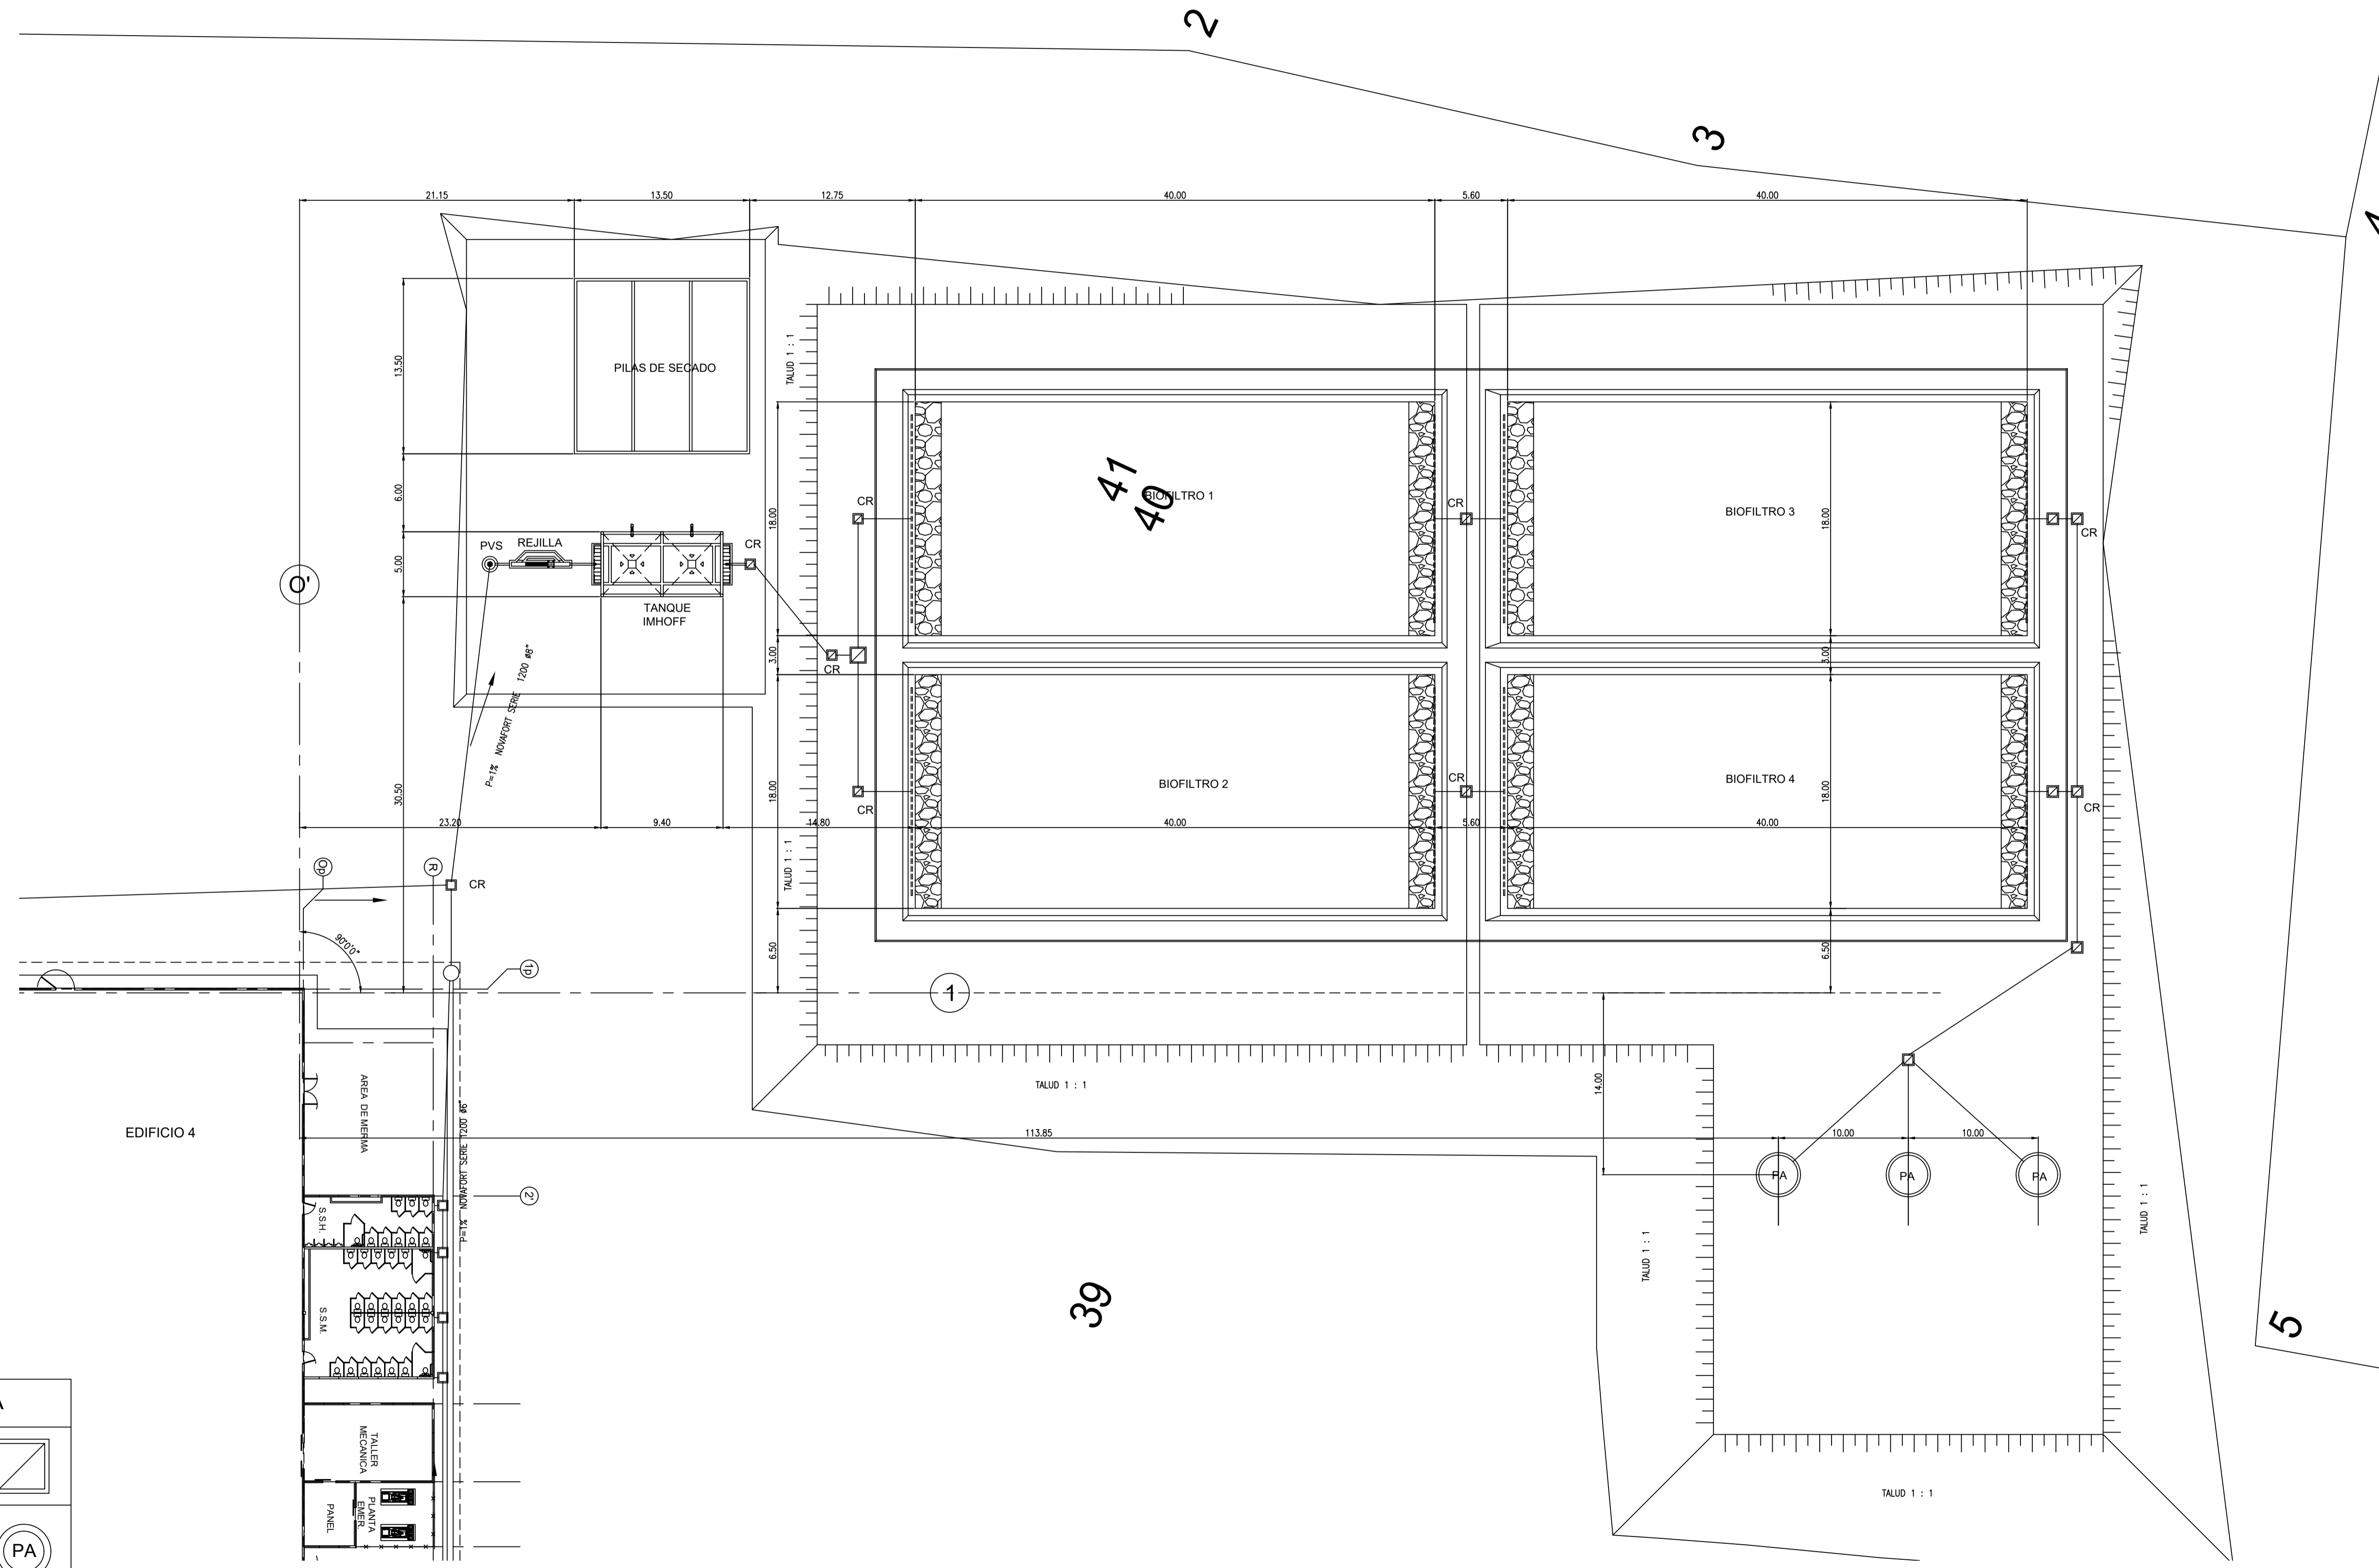 2
3
4
21.15
13.50
12.75
40.00
5.60
40.00
13.50
PILAS DE SECADO
TALUD 1 : 1
6.00
18.00
41
40
BIOFILTRO 1
BIOFILTRO 3
18.00
CR
CR
CR
PVS
REJILLA
CR
5.00
O'
TANQUE
IMHOFF
P=1% NOVAFORT SERIE 1200 Ø8"
3.00
CR
3.00
30.50
18.00
BIOFILTRO 2
BIOFILTRO 4
18.00
CR
CR
CR
23.20
9.40
14.80
40.00
5.60
40.00
TALUD 1 : 1
Op
R
CR
90°0'0"
6.50
6.50
1p
1
TALUD 1 : 1
14.00
AREA DE MERMA
EDIFICIO 4
P=1% NOVAFORT SERIE 1200 Ø6"
113.85
10.00
10.00
PA
PA
PA
2'
S.S.H.
TALUD 1 : 1
TALUD 1 : 1
39
S.S.M.
5
A
TALLER
MECANICA
TALUD 1 : 1
PANEL
PLANTA
EMER.
PA